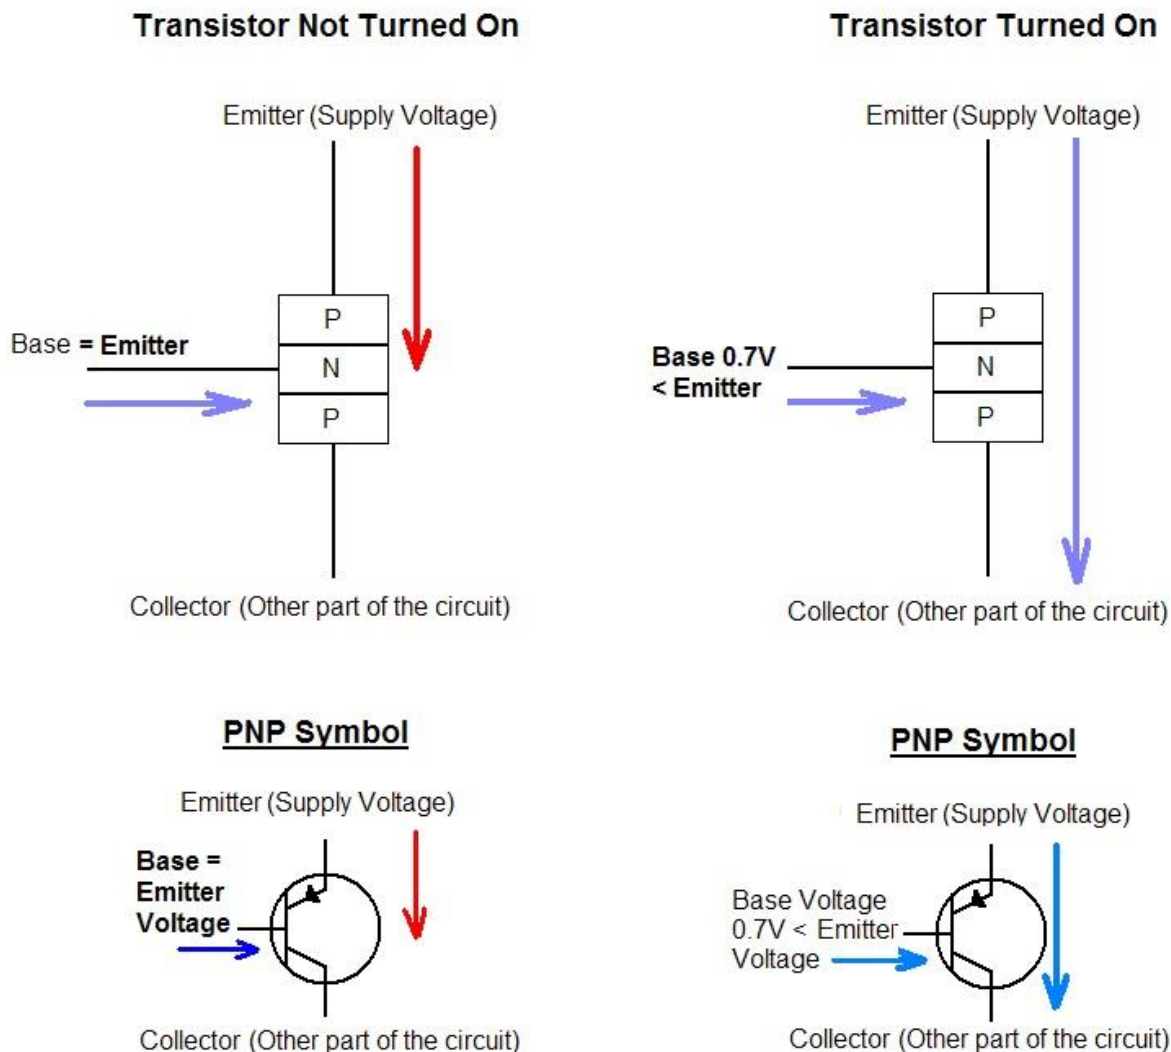 Transistor Not Turned On
Emitter (Supply Voltage)
P
Base = Emitter
N
P
Collector (Other part of the circuit)
Transistor Turned On
Emitter (Supply Voltage)
P
Base 0.7V
< Emitter
N
P
Collector (Other part of the circuit)
PNP Symbol
Emitter (Supply Voltage)
Base =
Emitter
Voltage
Collector (Other part of the circuit)
PNP Symbol
Emitter (Supply Voltage)
Base Voltage
0.7V < Emitter
Voltage
Collector (Other part of the circuit)